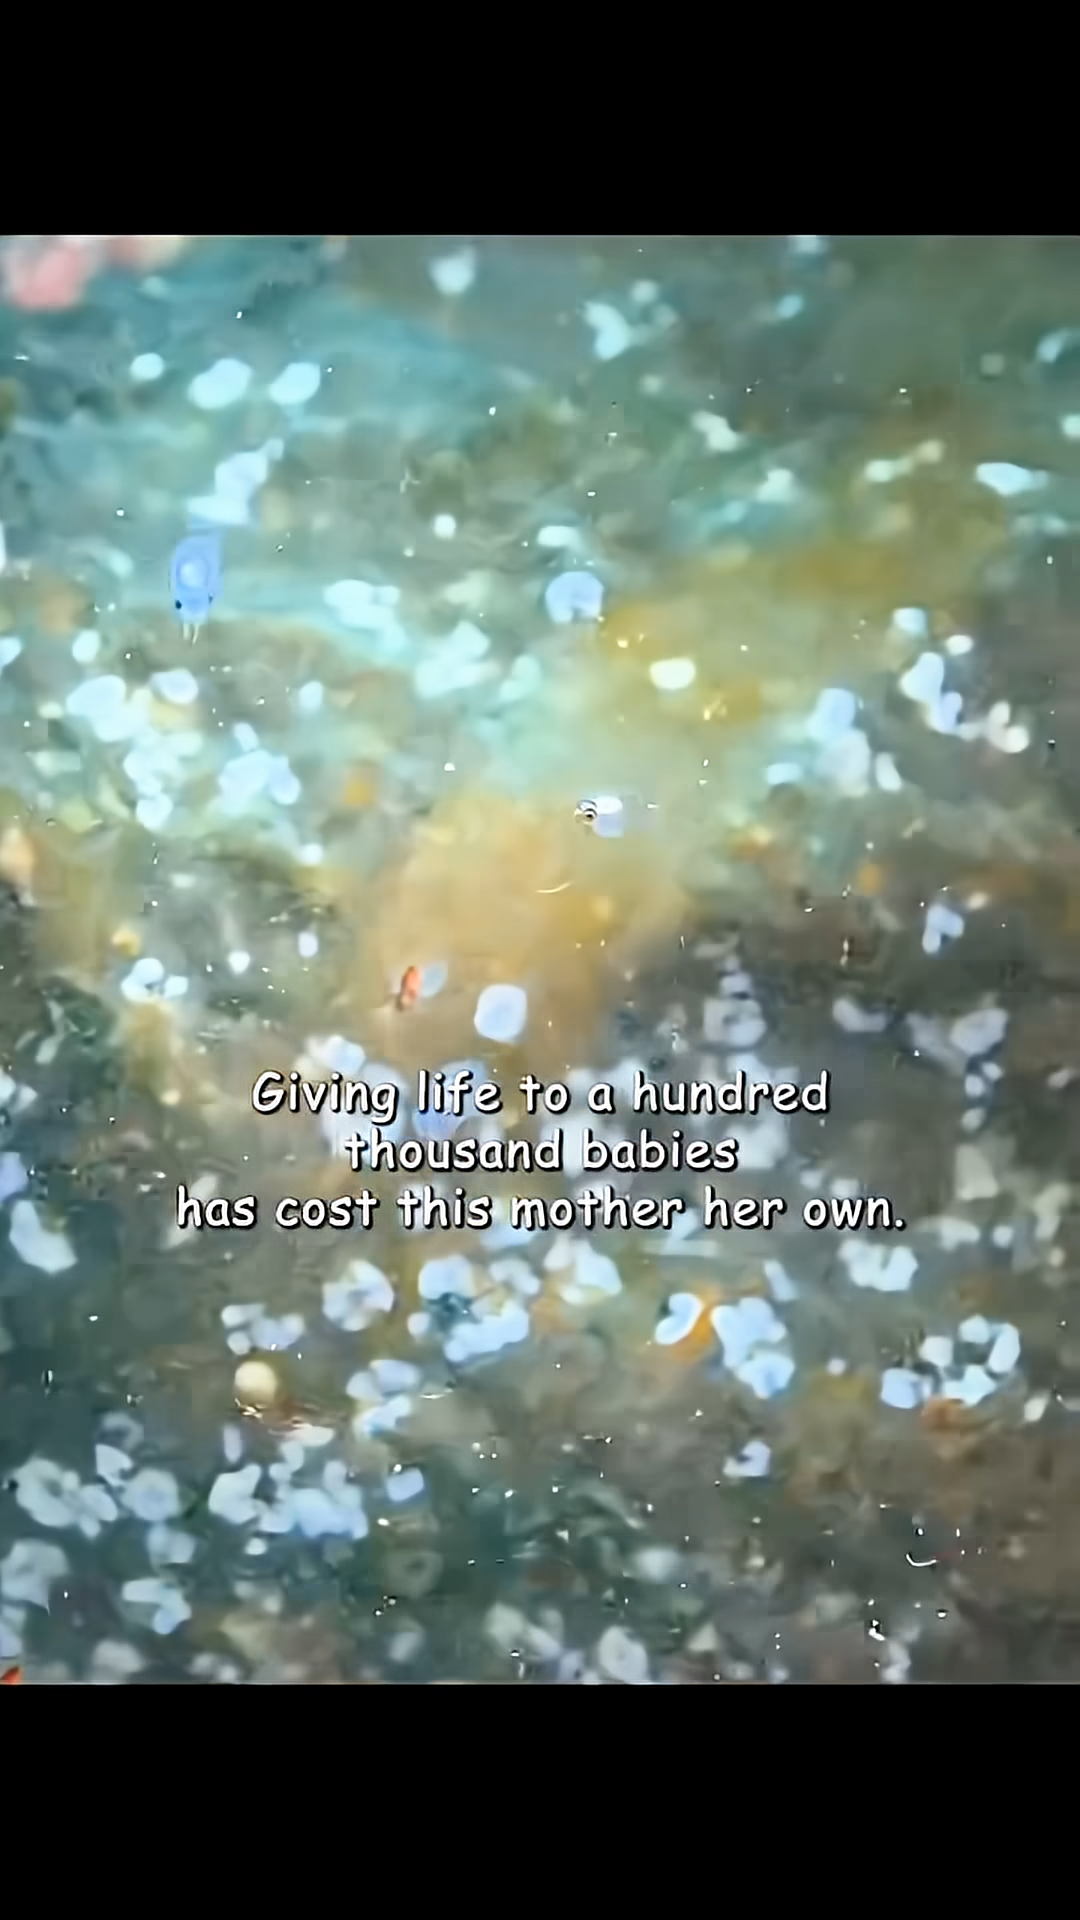 Giving life to a hundred
thousand babies
has cost this mother her own.